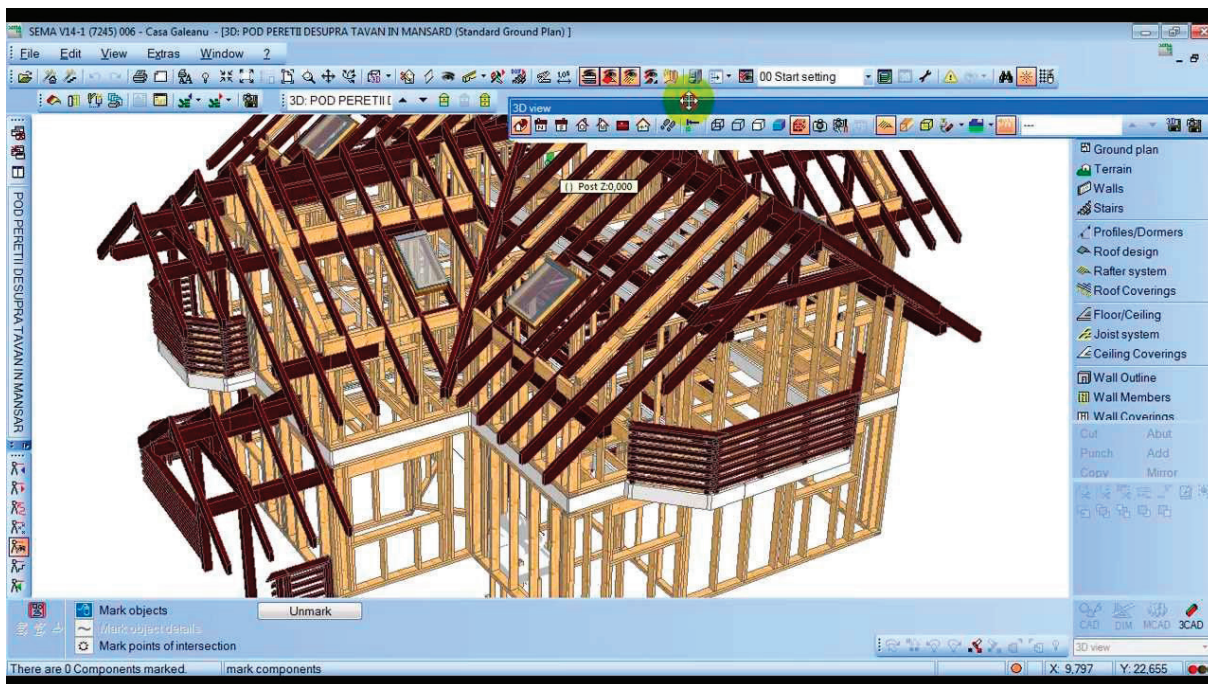 SEMA V14-1 (7245) 006 - Casa Galeanu - [3D: POD PERETII DESUPRA TAVAN IN MANSARD (Standard Ground Plan) ]
File Edit View Extras Window ?
00 Start setting
3D: POD PERETII
3D view
---
() Post Z:0,000
POD PERETII DESUPRA TAVAN IN MANSAR
Ground plan
Terrain
Walls
Stairs
Profiles/Dormers
Roof design
Rafter system
Roof Coverings
Floor/Ceiling
Joist system
Ceiling Coverings
Wall Outline
Wall Members
Wall Coverings
Cut Abut
Punch Add
Copy Mirror
Mark objects Unmark
Mark object details
Mark points of intersection
CAD DIM MCAD 3CAD
3D view
There are 0 Components marked. mark components X: 9,797 Y: 22,655